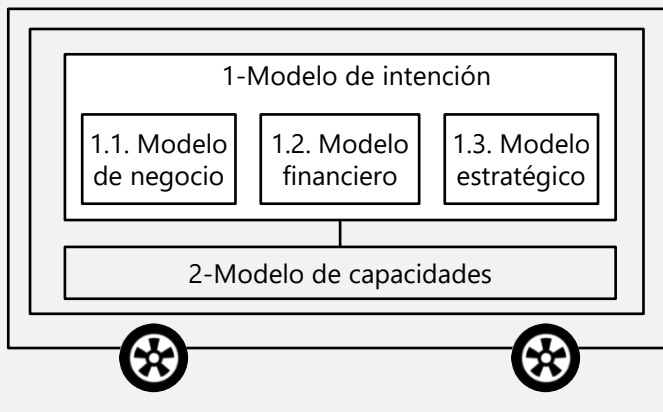 1-Modelo de intención
1.1. Modelo
de negocio
1.2. Modelo
financiero
1.3. Modelo
estratégico
2-Modelo de capacidades